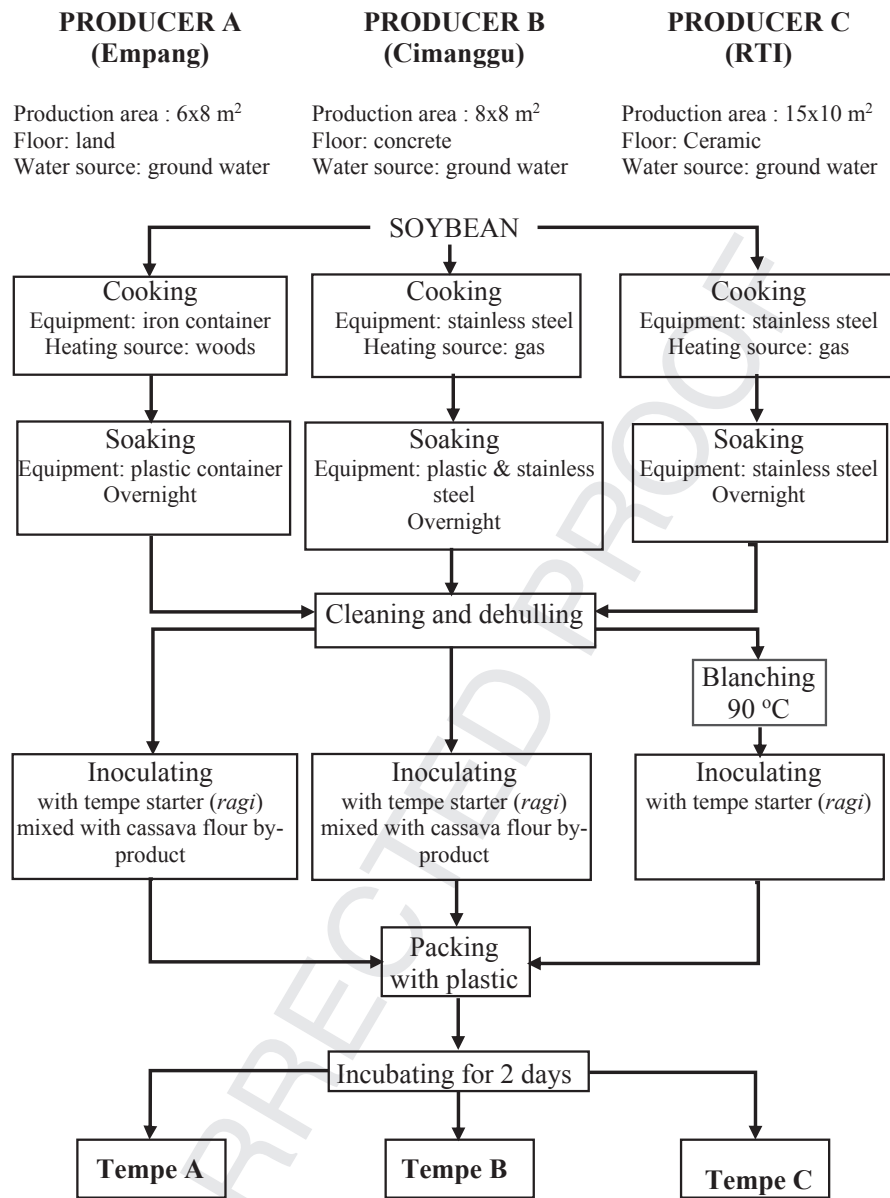 PRODUCER A
(Empang)
PRODUCER B
(Cimanggu)
PRODUCER C
(RTI)
Production area : 6x8 m²
Floor: land
Water source: ground water
Production area : 8x8 m²
Floor: concrete
Water source: ground water
Production area : 15x10 m²
Floor: Ceramic
Water source: ground water
SOYBEAN
Cooking
Equipment: iron container
Heating source: woods
Cooking
Equipment: stainless steel
Heating source: gas
Cooking
Equipment: stainless steel
Heating source: gas
Soaking
Equipment: plastic container
Overnight
Soaking
Equipment: plastic & stainless
steel
Overnight
Soaking
Equipment: stainless steel
Overnight
Cleaning and dehulling
Blanching
90 °C
Inoculating
with tempe starter (ragi)
mixed with cassava flour by-
product
Inoculating
with tempe starter (ragi)
mixed with cassava flour by-
product
Inoculating
with tempe starter (ragi)
Packing
with plastic
Incubating for 2 days
Tempe A
Tempe B
Tempe C
RRECTED PROOF